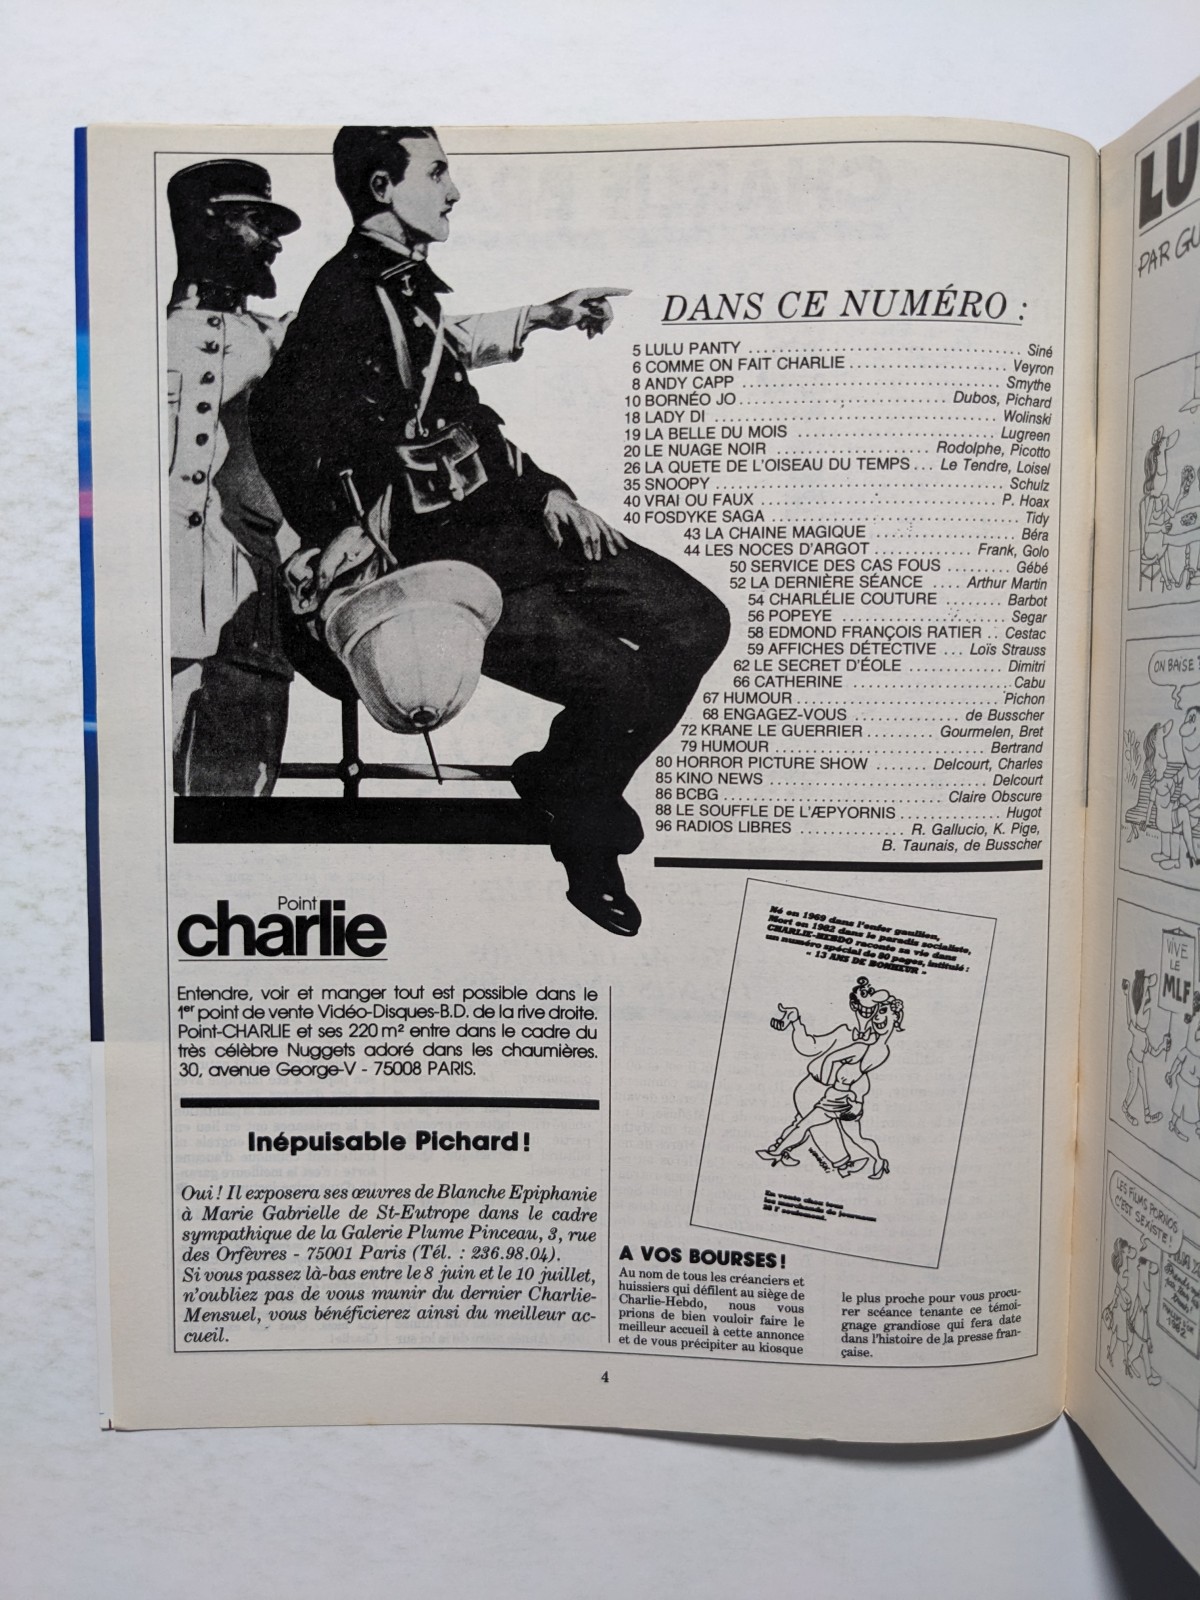 DANS CE NUMÉRO :
5 LULU PANTY ........ Siné
6 COMME ON FAIT CHARLIE ........ Veyron
8 ANDY CAPP ........ Smythe
10 BORNÉO JO ........ Dubos, Pichard
18 LADY DI ........ Wolinski
19 LA BELLE DU MOIS ........ Lugreen
20 LE NUAGE NOIR ........ Rodolphe, Picotto
26 LA QUETE DE L'OISEAU DU TEMPS ... Le Tendre, Loisel
35 SNOOPY ........ Schulz
40 VRAI OU FAUX ........ P. Hoax
40 FOSDYKE SAGA ........ Tidy
43 LA CHAINE MAGIQUE ........ Béra
44 LES NOCES D'ARGOT ........ Frank, Golo
50 SERVICE DES CAS FOUS ........ Gébé
52 LA DERNIÈRE SÉANCE .... Arthur Martin
54 CHARLÉLIE COUTURE ........ Barbot
56 POPEYE ........ Segar
58 EDMOND FRANÇOIS RATIER .. Cestac
59 AFFICHES DÉTECTIVE ... Loïs Strauss
62 LE SECRET D'ÉOLE ........ Dimitri
66 CATHERINE ........ Cabu
67 HUMOUR ........ Pichon
68 ENGAGEZ-VOUS ........ de Busscher
72 KRANE LE GUERRIER ........ Gourmelen, Bret
79 HUMOUR ........ Bertrand
80 HORROR PICTURE SHOW ....... Delcourt, Charles
85 KINO NEWS ........ Delcourt
86 BCBG ........ Claire Obscure
88 LE SOUFFLE DE L'ÆPYORNIS ........ Hugot
96 RADIOS LIBRES ........ R. Gallucio, K. Pige,
B. Taunais, de Busscher
Point
charlie
Entendre, voir et manger tout est possible dans le
1er point de vente Vidéo-Disques-B.D. de la rive droite.
Point-CHARLIE et ses 220 m² entre dans le cadre du
très célèbre Nuggets adoré dans les chaumières.
30, avenue George-V - 75008 PARIS.
Inépuisable Pichard !
Oui ! Il exposera ses œuvres de Blanche Epiphanie
à Marie Gabrielle de St-Eutrope dans le cadre
sympathique de la Galerie Plume Pinceau, 3, rue
des Orfèvres - 75001 Paris (Tél. : 236.98.04).
Si vous passez là-bas entre le 8 juin et le 10 juillet,
n'oubliez pas de vous munir du dernier Charlie-
Mensuel, vous bénéficierez ainsi du meilleur ac-
cueil.
Né en 1969 dans l'enfer gaullien,
Mort en 1982 dans le paradis socialiste,
CHARLIE-HEBDO raconte sa vie dans
un numéro spécial de 80 pages, intitulé :
« 13 ANS DE BONHEUR »
WOLINSKI
En vente chez tous
les marchands de journaux
A VOS BOURSES !
Au nom de tous les créanciers et
huissiers qui défilent au siège de
Charlie-Hebdo, nous vous
prions de bien vouloir faire le
meilleur accueil à cette annonce
et de vous précipiter au kiosque
le plus proche pour vous procu-
rer scéance tenante ce témoi-
gnage grandiose qui fera date
dans l'histoire de la presse fran-
çaise.
4
LU
PAR GU
ON BAISE ?
VIVE
LE
MLF
LES FILMS PORNOS
C'EST SEXISTE !
1982